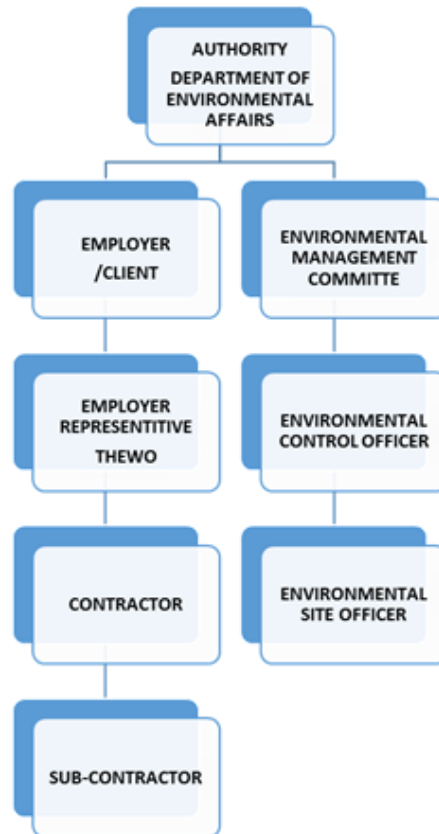 AUTHORITY
DEPARTMENT OF
ENVIRONMENTAL
AFFAIRS
EMPLOYER
/CLIENT
ENVIRONMENTAL
MANAGEMENT
COMMITTE
EMPLOYER
REPRESENTITIVE
THEWO
ENVIRONMENTAL
CONTROL OFFICER
CONTRACTOR
ENVIRONMENTAL
SITE OFFICER
SUB-CONTRACTOR